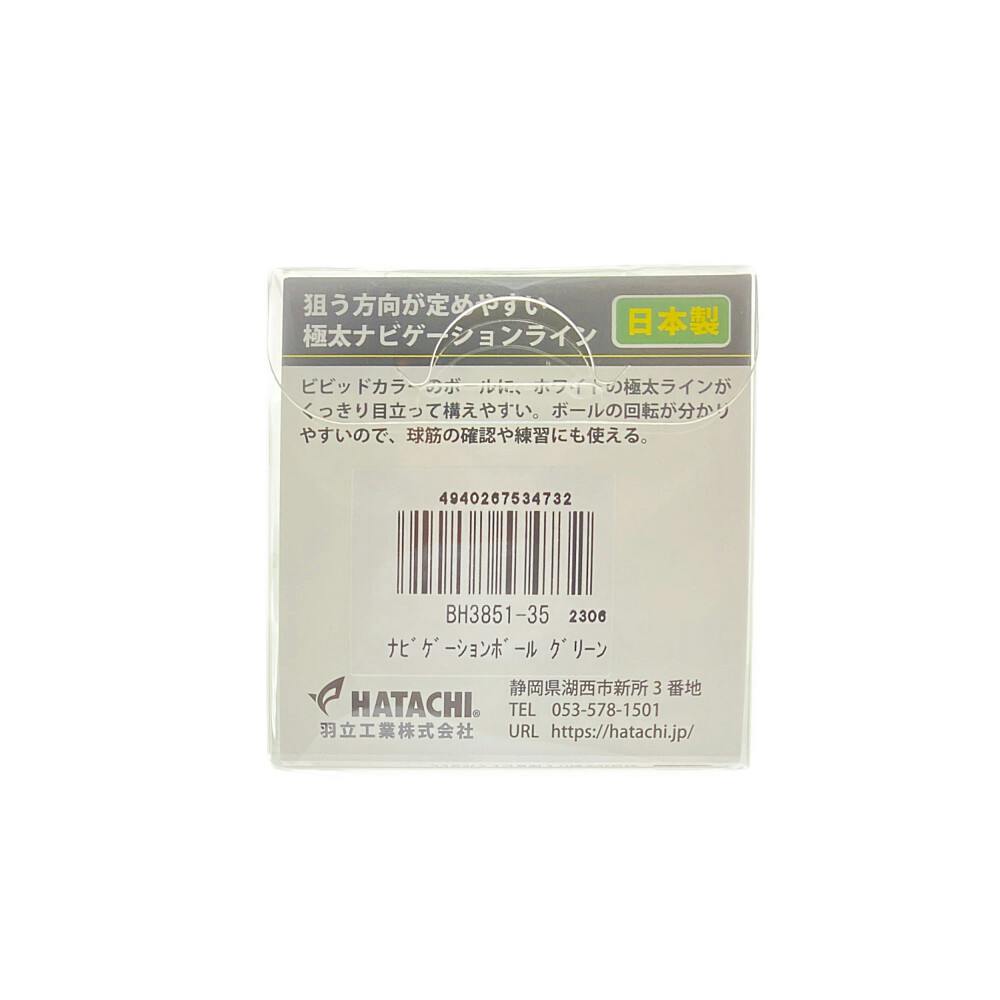 狙う方向が定めやすい
極太ナビゲーションライン
日本製
ビビッドカラーのボールに、ホワイトの極太ラインが
くっきり目立って構えやすい。ボールの回転が分かり
やすいので、球筋の確認や練習にも使える。
4940267534732
BH3851-35 2306
ﾅﾋﾞｹﾞｰｼｮﾝﾎﾞｰﾙ ｸﾞﾘｰﾝ
HATACHI®
羽立工業株式会社
静岡県湖西市新所3番地
TEL 053-578-1501
URL https://hatachi.jp/